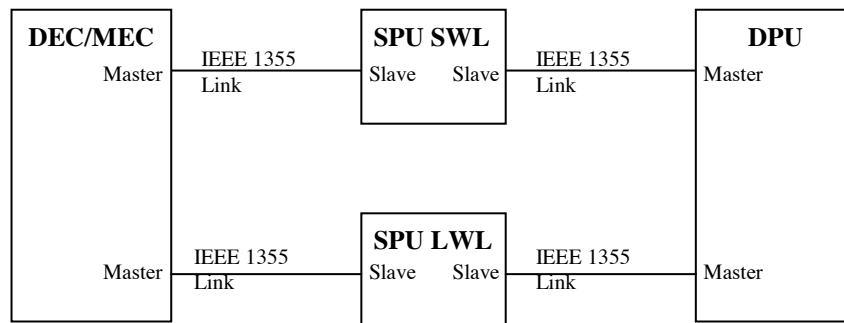 DEC/MEC
SPU SWL
DPU
IEEE 1355
IEEE 1355
Master
Slave
Slave
Master
Link
Link
SPU LWL
IEEE 1355
IEEE 1355
Master
Slave
Slave
Master
Link
Link